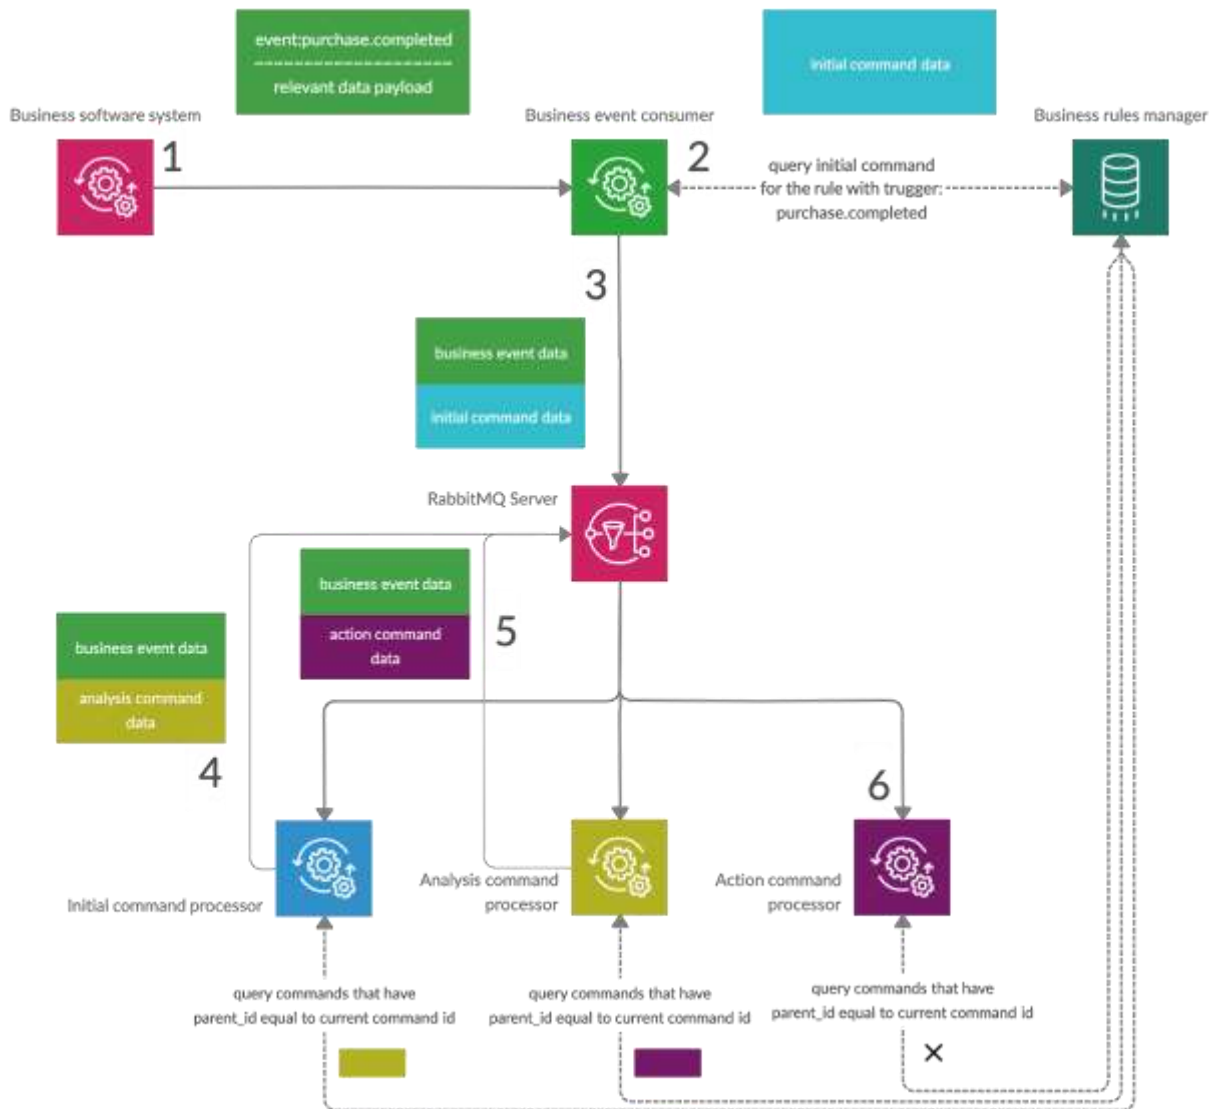 event:purchase.completed
relevant data payload
initial command data
Business software system
Business event consumer
Business rules manager
1
2
query initial command
for the rule with trugger:
purchase.completed
3
business event data
initial command data
RabbitMQ Server
business event data
action command
data
5
business event data
analysis command
data
4
6
Initial command processor
Analysis command
processor
Action command
processor
query commands that have
parent_id equal to current command id
query commands that have
parent_id equal to current command id
query commands that have
parent_id equal to current command id